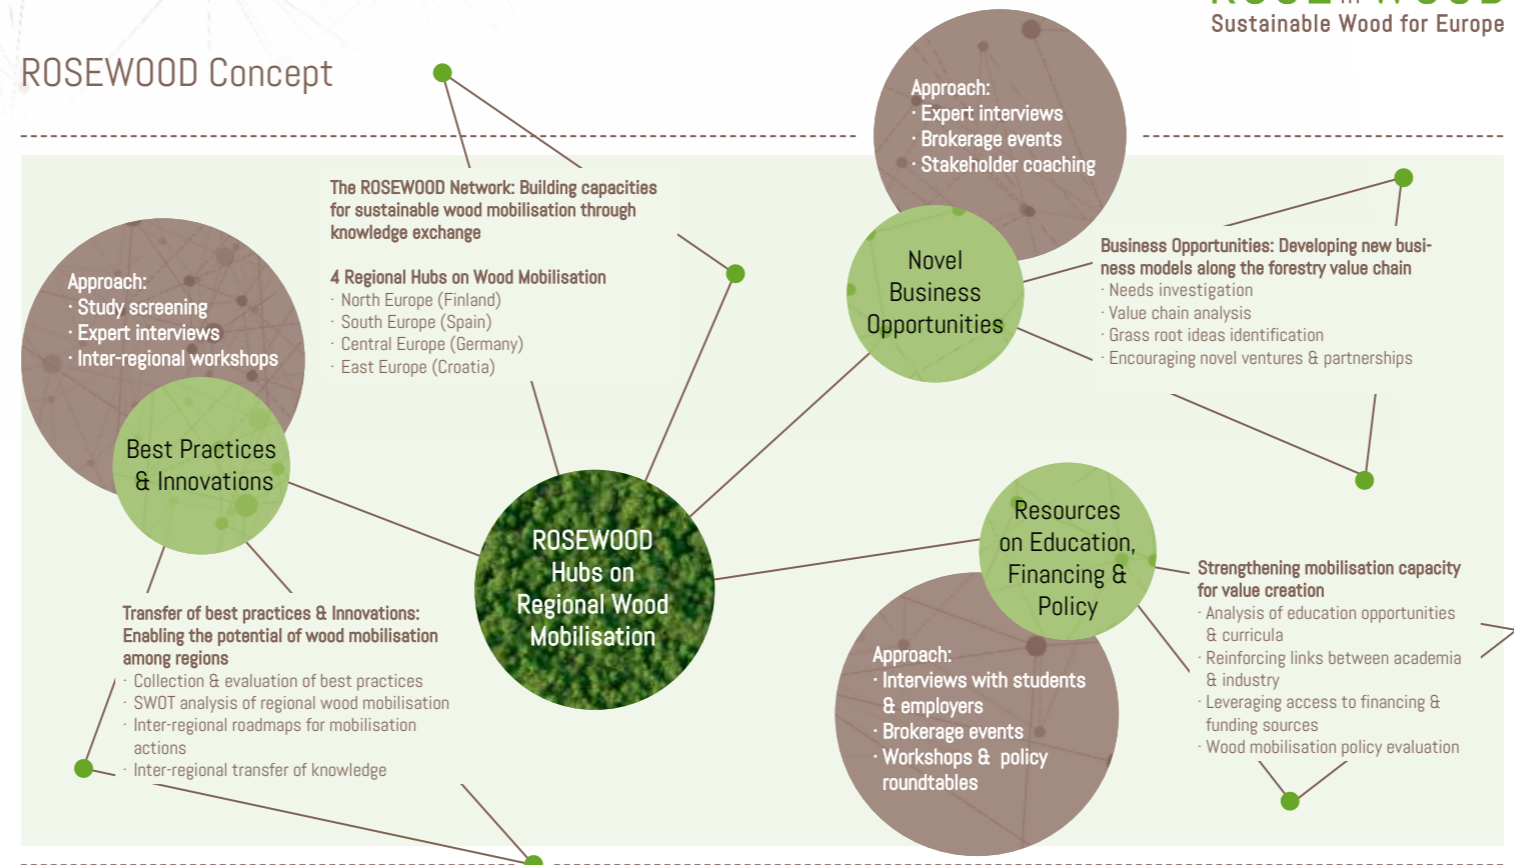 Sustainable Wood for Europe
ROSEWOOD Concept
Approach:
· Expert interviews
· Brokerage events
· Stakeholder coaching
The ROSEWOOD Network: Building capacities
for sustainable wood mobilisation through
knowledge exchange
4 Regional Hubs on Wood Mobilisation
· North Europe (Finland)
· South Europe (Spain)
· Central Europe (Germany)
· East Europe (Croatia)
Novel
Business
Opportunities
Business Opportunities: Developing new busi-
ness models along the forestry value chain
· Needs investigation
· Value chain analysis
· Grass root ideas identification
· Encouraging novel ventures & partnerships
Approach:
· Study screening
· Expert interviews
· Inter-regional workshops
Best Practices
& Innovations
ROSEWOOD
Hubs on
Regional Wood
Mobilisation
Resources
on Education,
Financing &
Policy
Strengthening mobilisation capacity
for value creation
· Analysis of education opportunities
& curricula
· Reinforcing links between academia
& industry
· Leveraging access to financing &
funding sources
· Wood mobilisation policy evaluation
Transfer of best practices & Innovations:
Enabling the potential of wood mobilisation
among regions
· Collection & evaluation of best practices
· SWOT analysis of regional wood mobilisation
· Inter-regional roadmaps for mobilisation
actions
· Inter-regional transfer of knowledge
Approach:
· Interviews with students
& employers
· Brokerage events
· Workshops & policy
roundtables